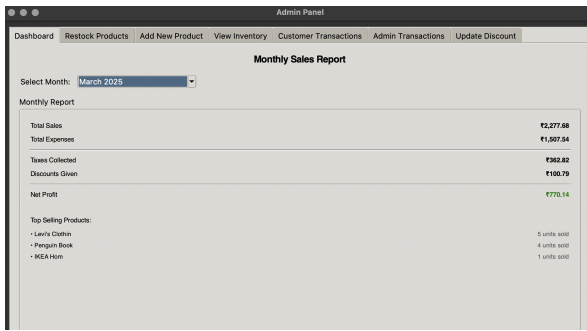 Admin Panel
Dashboard Restock Products Add New Product View Inventory Customer Transactions Admin Transactions Update Discount
Monthly Sales Report
Select Month: March 2025
Monthly Report
Total Sales ₹2,277.68
Total Expenses ₹1,507.54
Taxes Collected ₹362.82
Discounts Given ₹100.79
Net Profit ₹770.14
Top Selling Products:
• Levi's Clothin 5 units sold
• Penguin Book 4 units sold
• IKEA Hom 1 units sold